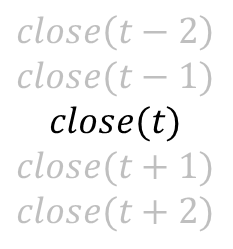 close(t − 2)
close(t − 1)
close(t)
close(t + 1)
close(t + 2)